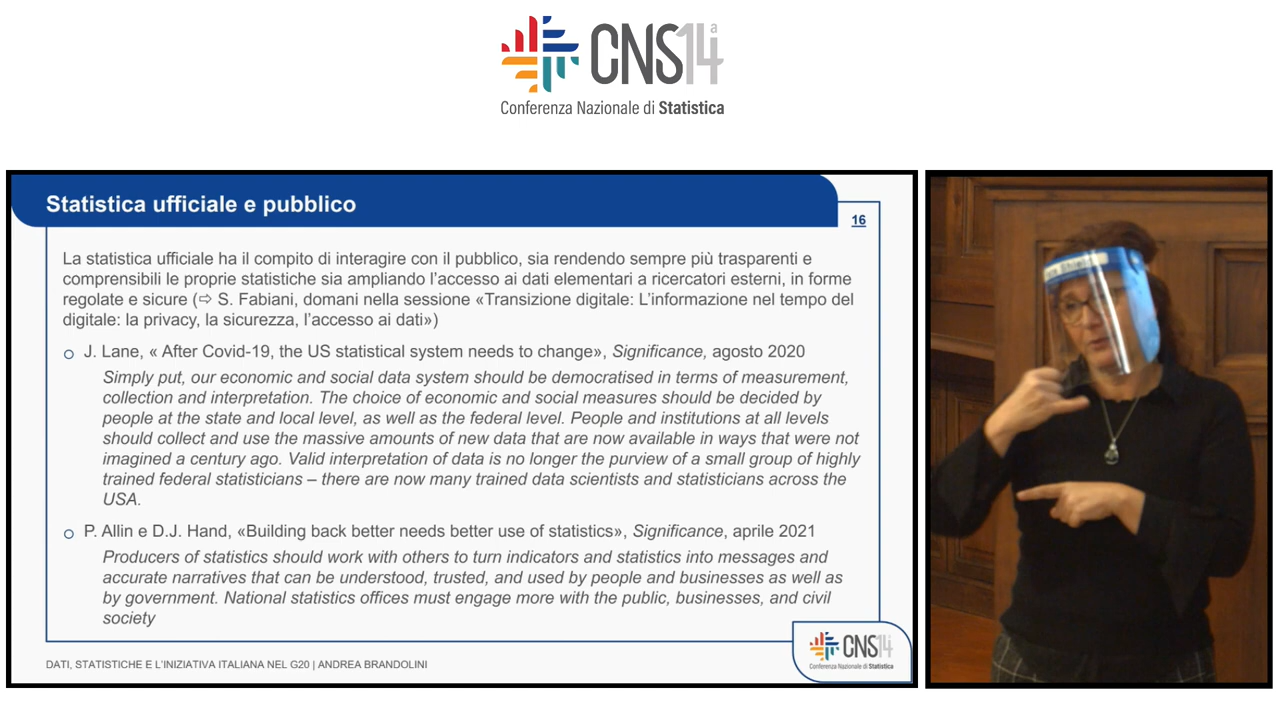 CNS14ª
Conferenza Nazionale di Statistica
Statistica ufficiale e pubblico
16
La statistica ufficiale ha il compito di interagire con il pubblico, sia rendendo sempre più trasparenti e
comprensibili le proprie statistiche sia ampliando l’accesso ai dati elementari a ricercatori esterni, in forme
regolate e sicure (⇨ S. Fabiani, domani nella sessione «Transizione digitale: L’informazione nel tempo del
digitale: la privacy, la sicurezza, l’accesso ai dati»)
J. Lane, « After Covid-19, the US statistical system needs to change», Significance, agosto 2020
Simply put, our economic and social data system should be democratised in terms of measurement,
collection and interpretation. The choice of economic and social measures should be decided by
people at the state and local level, as well as the federal level. People and institutions at all levels
should collect and use the massive amounts of new data that are now available in ways that were not
imagined a century ago. Valid interpretation of data is no longer the purview of a small group of highly
trained federal statisticians – there are now many trained data scientists and statisticians across the
USA.
P. Allin e D.J. Hand, «Building back better needs better use of statistics», Significance, aprile 2021
Producers of statistics should work with others to turn indicators and statistics into messages and
accurate narratives that can be understood, trusted, and used by people and businesses as well as
by government. National statistics offices must engage more with the public, businesses, and civil
society
DATI, STATISTICHE E L’INIZIATIVA ITALIANA NEL G20 | ANDREA BRANDOLINI
CNS14ª
Conferenza Nazionale di Statistica